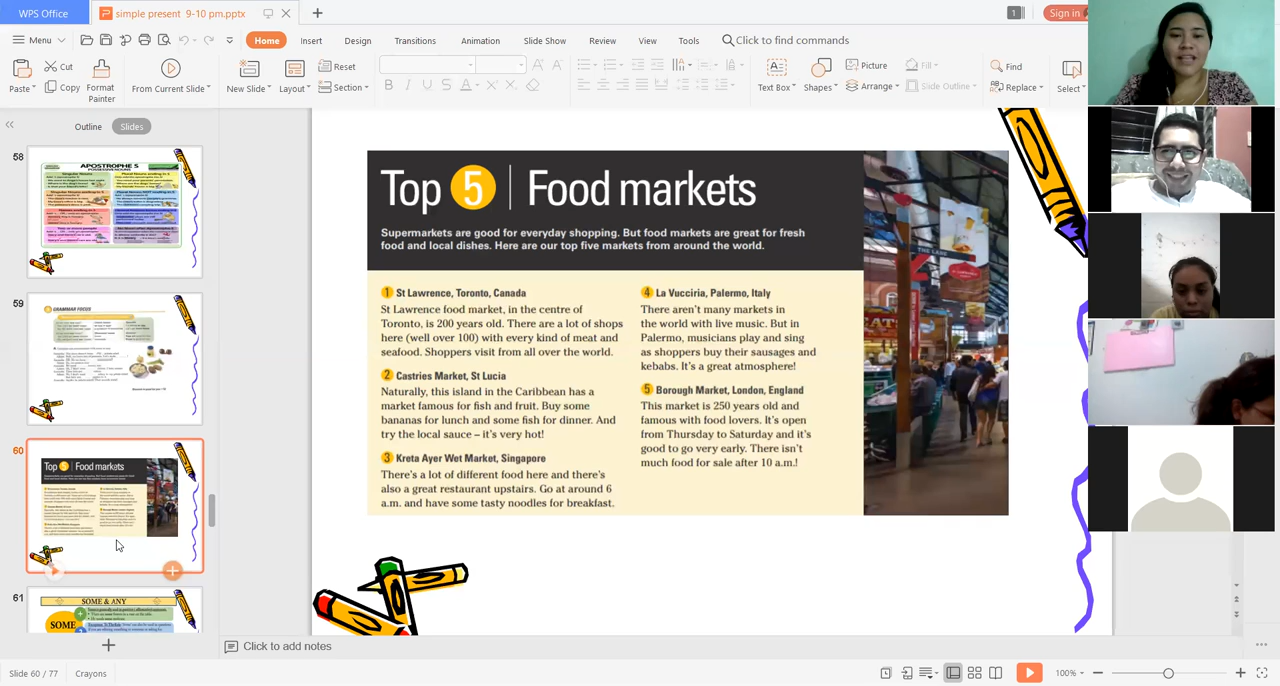 WPS Office
simple present 9-10 pm.pptx
1
Sign in
Menu
Home
Insert
Design
Transitions
Animation
Slide Show
Review
View
Tools
Click to find commands
Paste
Cut
Copy
Format
Painter
From Current Slide
New Slide
Layout
Reset
Section
Text Box
Shapes
Picture
Arrange
Fill
Slide Outline
Find
Replace
Select
Outline
Slides
58
APOSTROPHE S
POSSESSIVE NOUNS
59
GRAMMAR FOCUS
60
Top 5 Food markets
61
SOME & ANY
SOME
Top 5 Food markets
Supermarkets are good for everyday shopping. But food markets are great for fresh
food and local dishes. Here are our top five markets from around the world.
1 St Lawrence, Toronto, Canada
St Lawrence food market, in the centre of
Toronto, is 200 years old. There are a lot of shops
here (well over 100) with every kind of meat and
seafood. Shoppers visit from all over the world.
2 Castries Market, St Lucia
Naturally, this island in the Caribbean has a
market famous for fish and fruit. Buy some
bananas for lunch and some fish for dinner. And
try the local sauce – it's very hot!
3 Kreta Ayer Wet Market, Singapore
There's a lot of different food here and there's
also a great restaurant upstairs. Go at around 6
a.m. and have some tasty noodles for breakfast.
4 La Vucciria, Palermo, Italy
There aren't many markets in
the world with live music. But in
Palermo, musicians play and sing
as shoppers buy their sausages and
kebabs. It's a great atmosphere!
5 Borough Market, London, England
This market is 250 years old and
famous with food lovers. It's open
from Thursday to Saturday and it's
good to go very early. There isn't
much food for sale after 10 a.m.!
Click to add notes
Slide 60 / 77
Crayons
100%